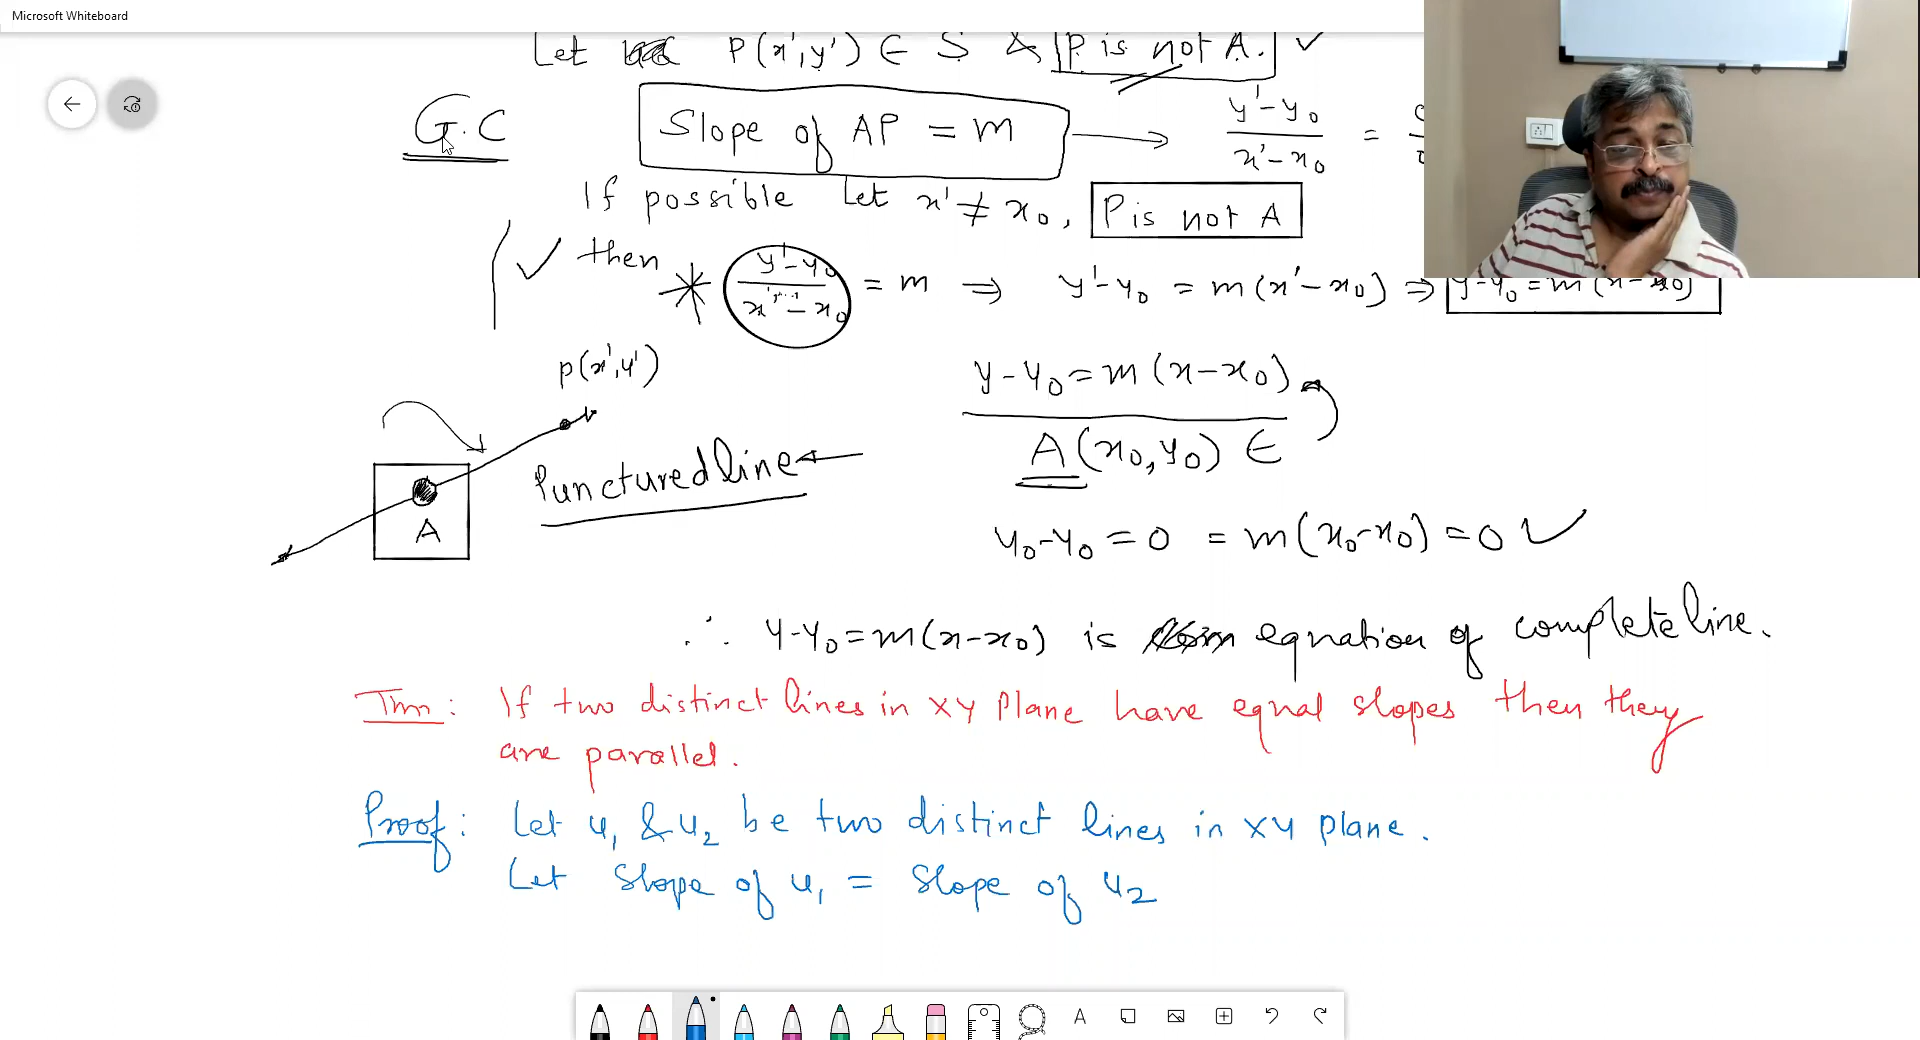 Microsoft Whiteboard
Let P(x',y') ∈ S & P is not A. ✓
G.C
Slope of AP = m → y'-y₀ / x'-x₀ =
If possible Let x' ≠ x₀, P is not A
✓ then * y'-y₀ / x'-x₀ = m ⇒ y'-y₀ = m(x'-x₀) ⇒ y-y₀ = m(x-x₀)
P(x',y')
y-y₀ = m(x-x₀)
Punctured line
A(x₀,y₀) ∈
A
y₀-y₀ = 0 = m(x₀-x₀) = 0 ✓
∴ y-y₀ = m(x-x₀) is equation of complete line.
Thm: If two distinct lines in XY Plane have equal slopes then they
are parallel.
Proof: Let u₁ & u₂ be two distinct lines in XY plane.
Let slope of u₁ = slope of u₂